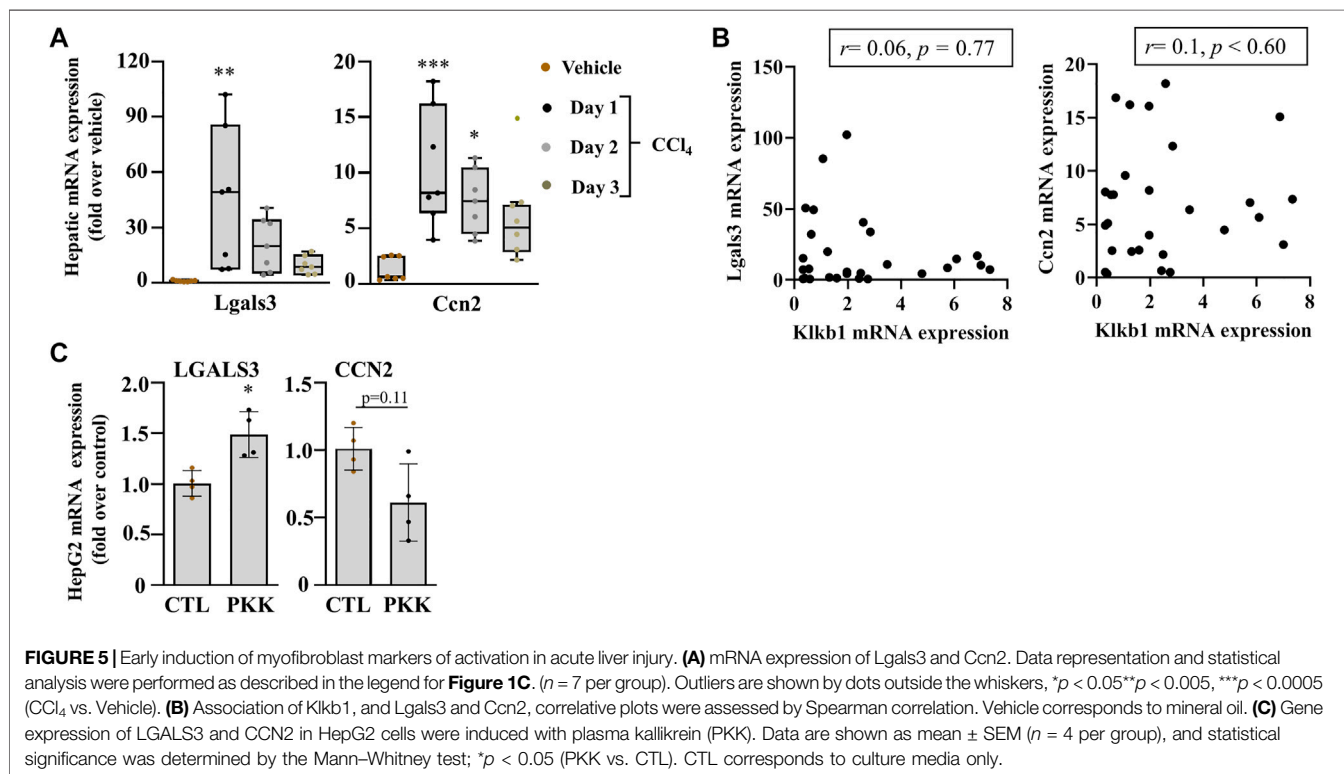 A
Hepatic mRNA expression
(fold over vehicle)
120
90
60
30
0
**
Lgals3
20
15
10
5
0
***
*
Ccn2
Vehicle
Day 1
Day 2
Day 3
CCl₄
B
r= 0.06, p = 0.77
Lgals3 mRNA expression
150
100
50
0
0 2 4 6 8
Klkb1 mRNA expression
r= 0.1, p < 0.60
Ccn2 mRNA expression
20
15
10
5
0
0 2 4 6 8
Klkb1 mRNA expression
C
HepG2 mRNA expression
(fold over control)
LGALS3
2.0
1.5
1.0
0.5
0
*
CTL PKK
CCN2
1.5
1.0
0.5
0
p=0.11
CTL PKK
FIGURE 5 | Early induction of myofibroblast markers of activation in acute liver injury. (A) mRNA expression of Lgals3 and Ccn2. Data representation and statistical
analysis were performed as described in the legend for Figure 1C. (n = 7 per group). Outliers are shown by dots outside the whiskers, *p < 0.05**p < 0.005, ***p < 0.0005
(CCl₄ vs. Vehicle). (B) Association of Klkb1, and Lgals3 and Ccn2, correlative plots were assessed by Spearman correlation. Vehicle corresponds to mineral oil. (C) Gene
expression of LGALS3 and CCN2 in HepG2 cells were induced with plasma kallikrein (PKK). Data are shown as mean ± SEM (n = 4 per group), and statistical
significance was determined by the Mann–Whitney test; *p < 0.05 (PKK vs. CTL). CTL corresponds to culture media only.